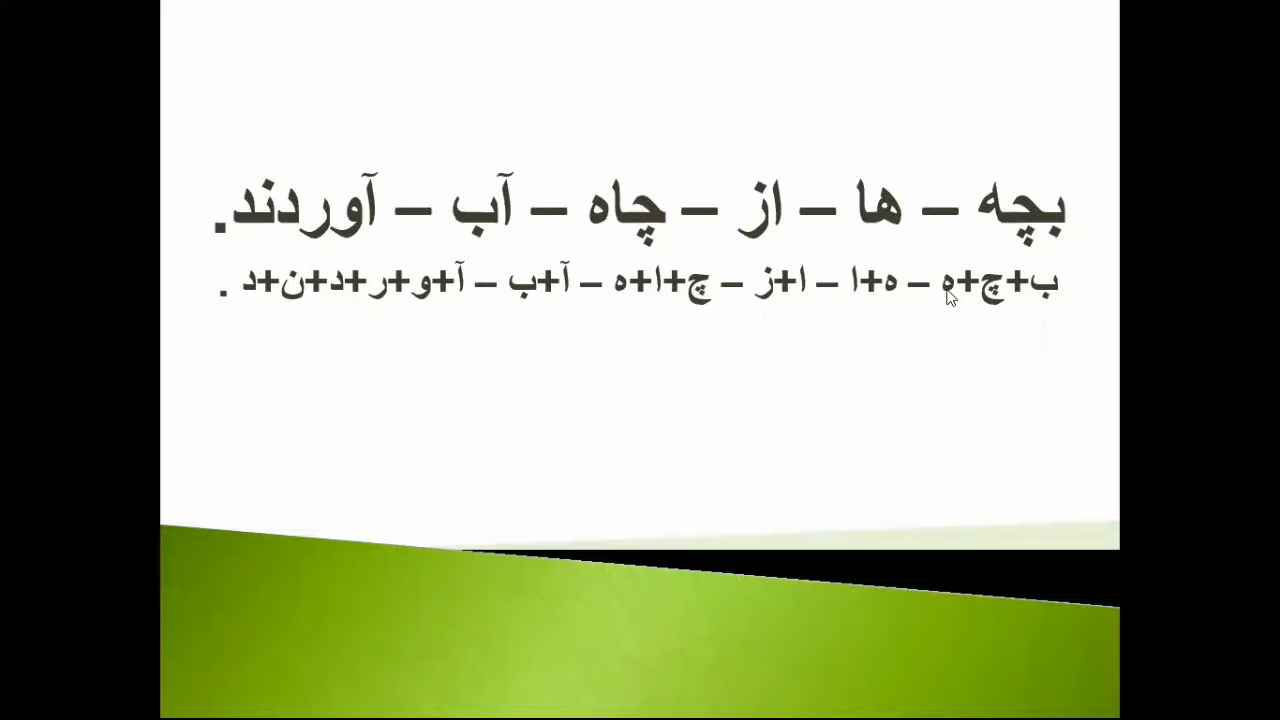 بچه – ها – از – چاه – آب – آوردند.
ب+چ+ه – ه+ا – ا+ز – چ+ا+ه – آ+ب – آ+و+ر+د+ن+د .